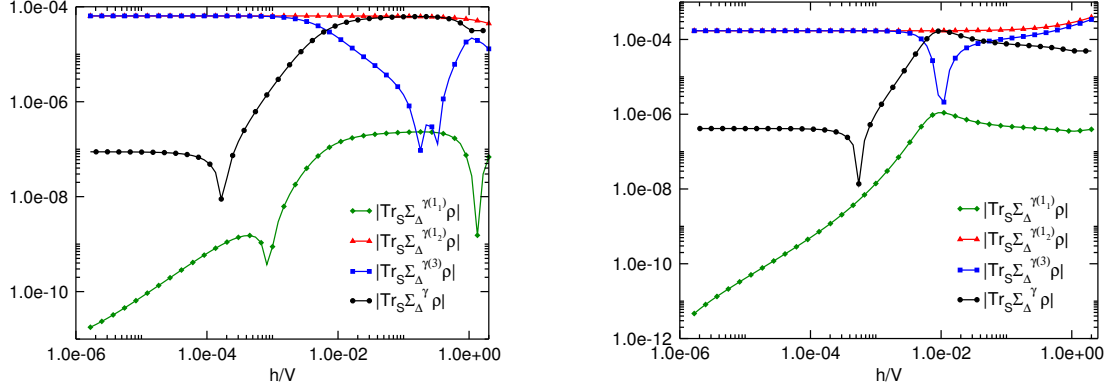 1.0e-04
1.0e-06
1.0e-08
1.0e-10
1.0e-06 1.0e-04 1.0e-02 1.0e+00
h/V
|Tr_S Σ_Δ^γ(1_1) ρ|
|Tr_S Σ_Δ^γ(1_2) ρ|
|Tr_S Σ_Δ^γ(3) ρ|
|Tr_S Σ_Δ^γ ρ|
1.0e-04
1.0e-06
1.0e-08
1.0e-10
1.0e-12
1.0e-06 1.0e-04 1.0e-02 1.0e+00
h/V
|Tr_S Σ_Δ^γ(1_1) ρ|
|Tr_S Σ_Δ^γ(1_2) ρ|
|Tr_S Σ_Δ^γ(3) ρ|
|Tr_S Σ_Δ^γ ρ|